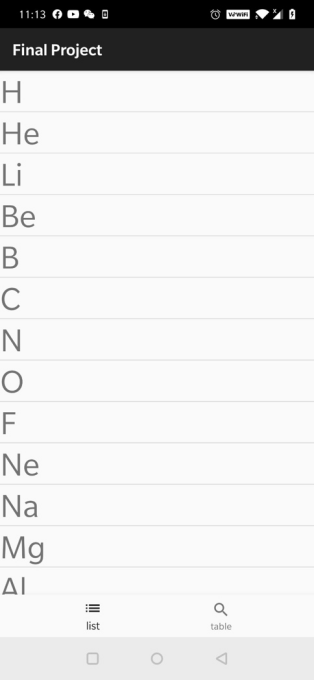 11:13
VoWiFi
Final Project
H
He
Li
Be
B
C
N
O
F
Ne
Na
Mg
Al
list
table